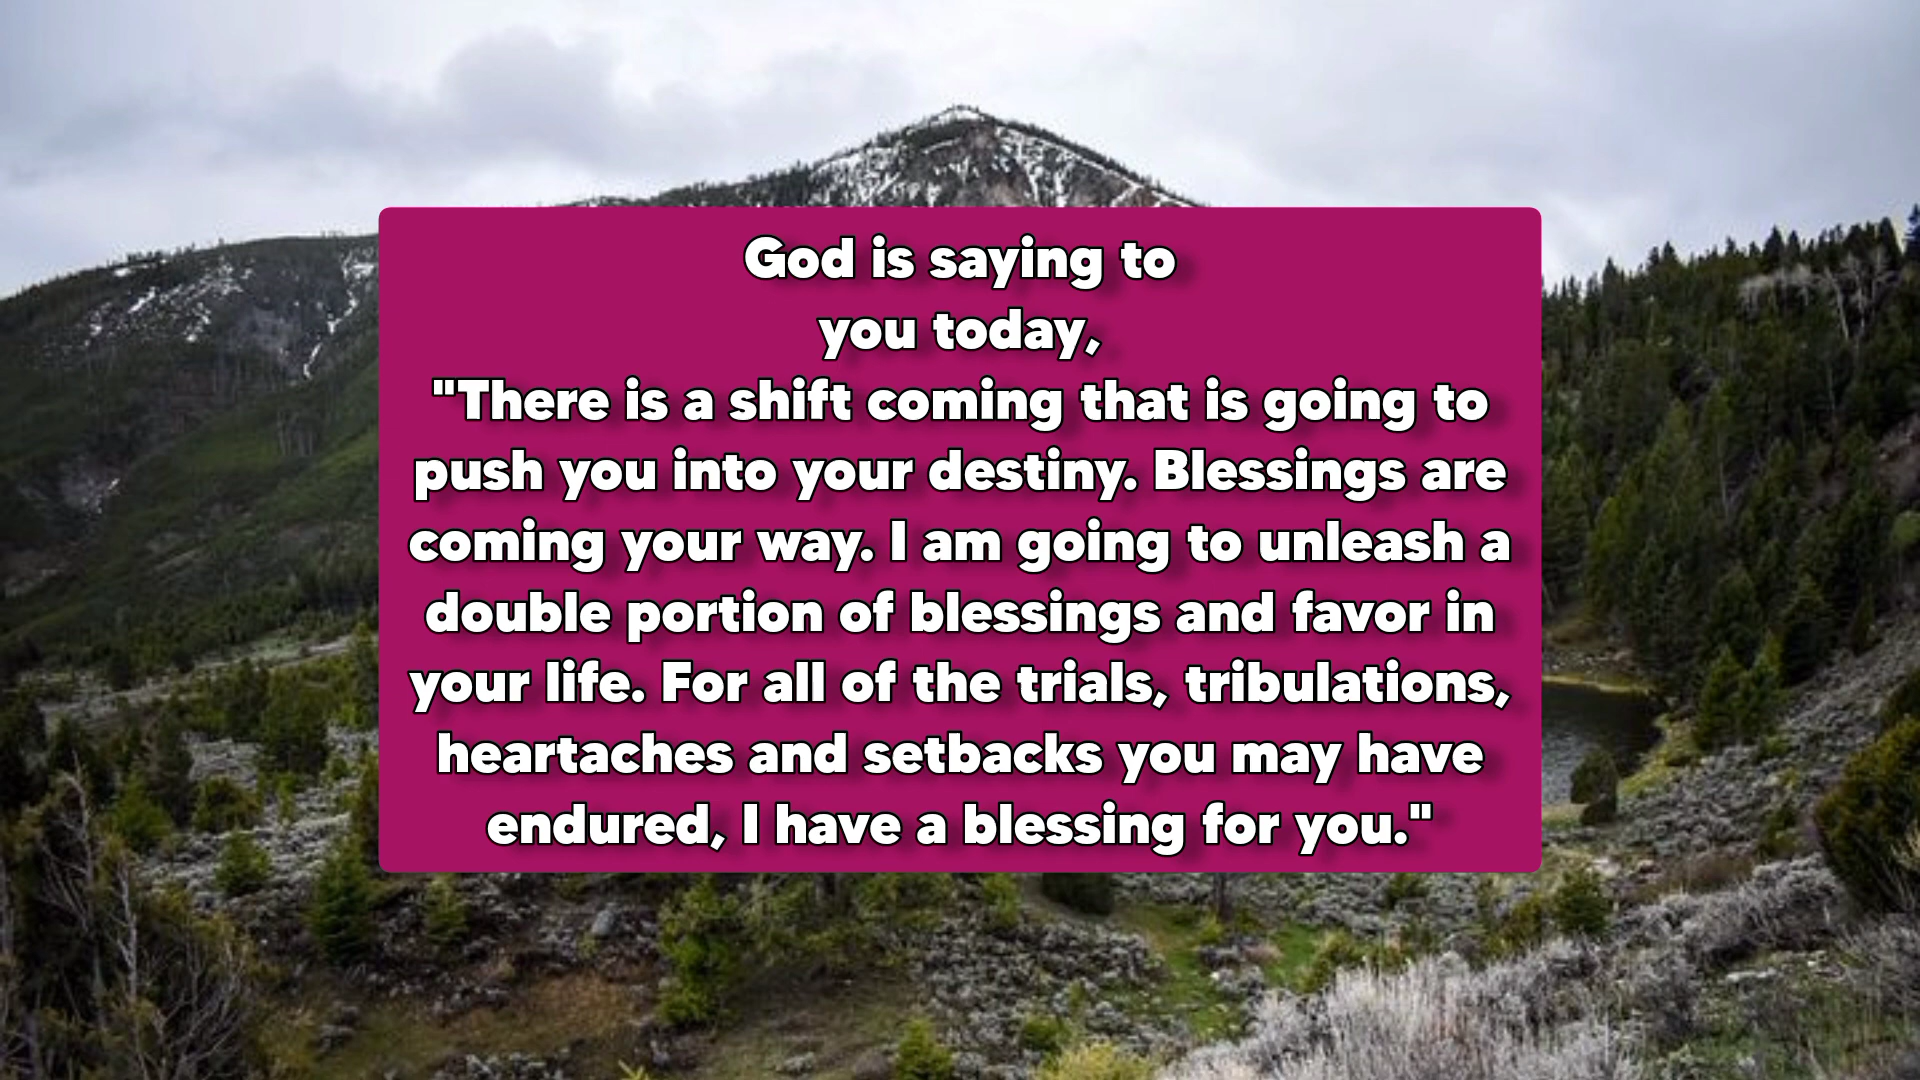 God is saying to
you today,
"There is a shift coming that is going to
push you into your destiny. Blessings are
coming your way. I am going to unleash a
double portion of blessings and favor in
your life. For all of the trials, tribulations,
heartaches and setbacks you may have
endured, I have a blessing for you."